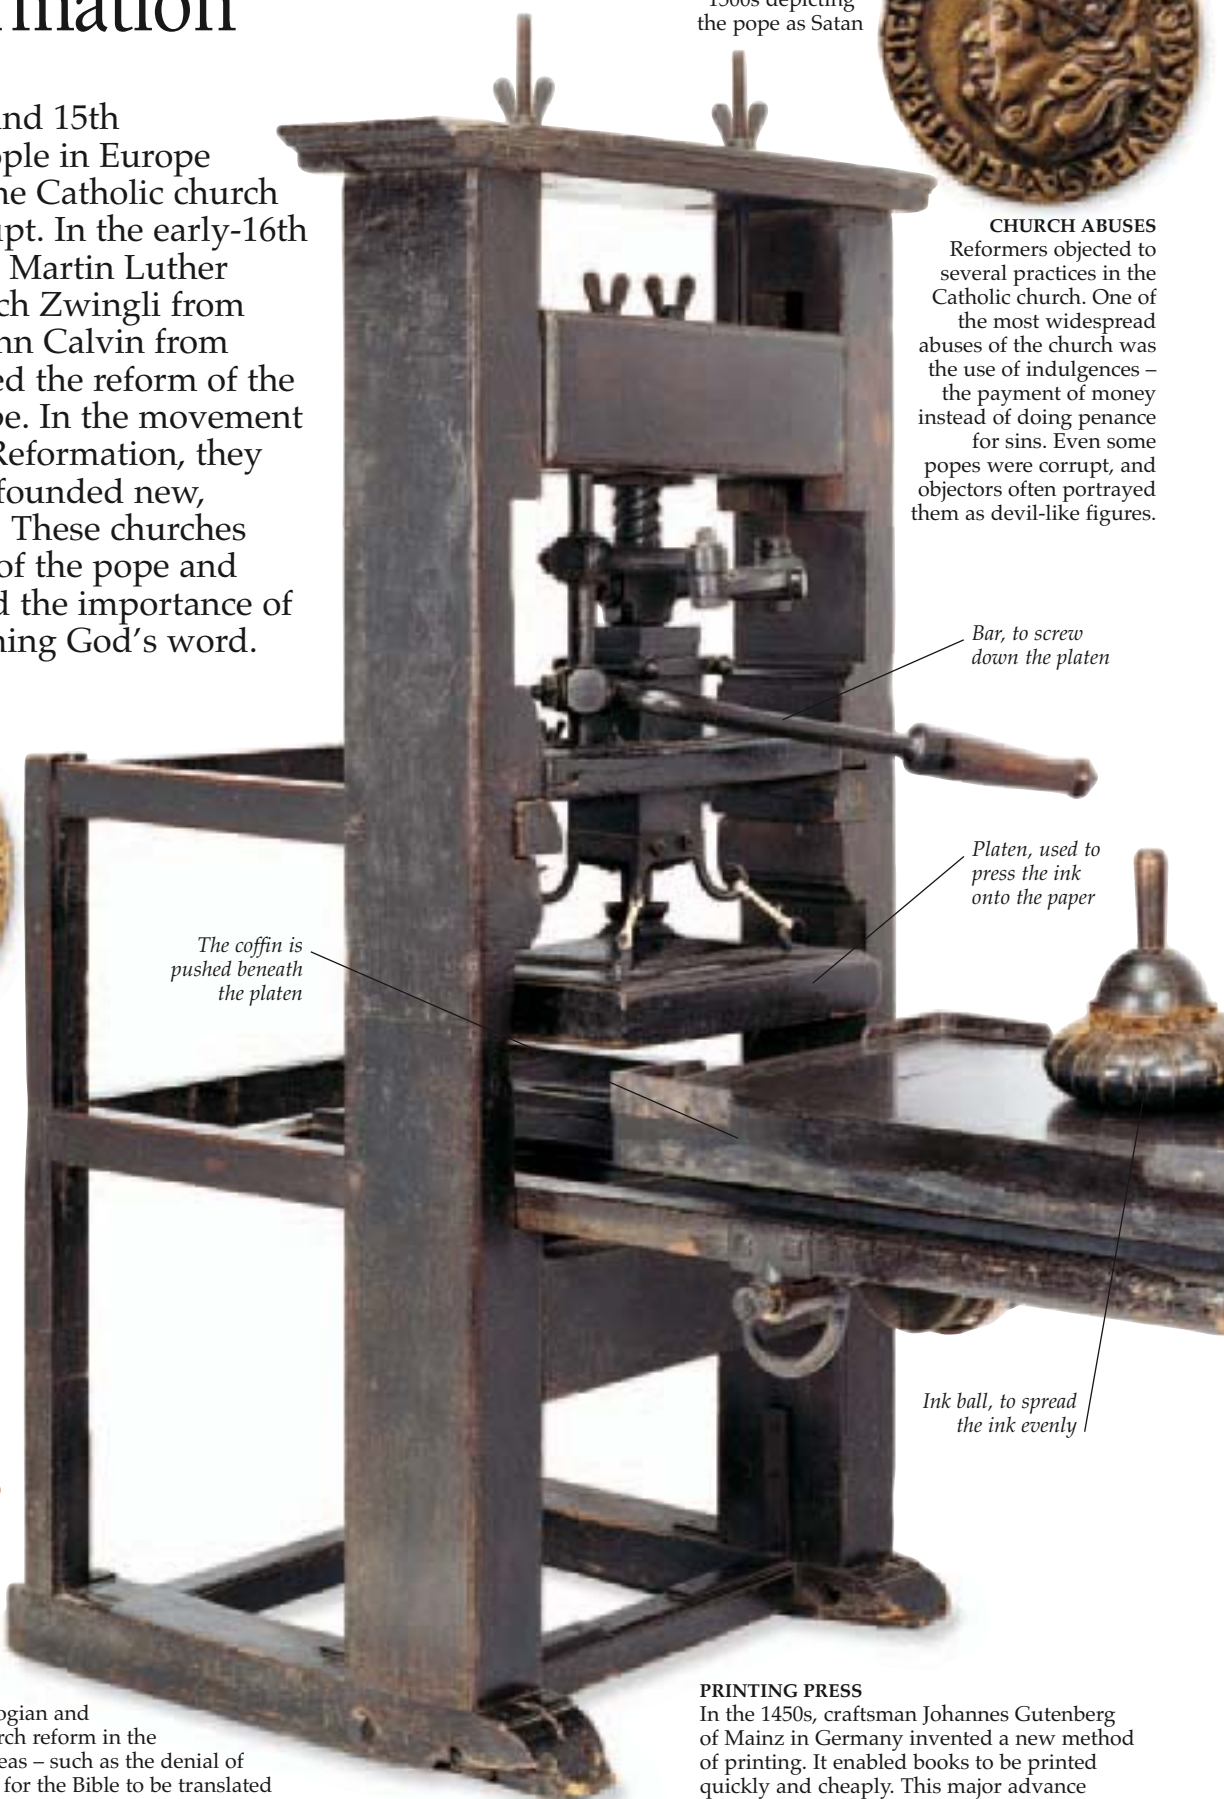 rmation
nd 15th
ple in Europe
he Catholic church
upt. In the early-16th
Martin Luther
ch Zwingli from
nn Calvin from
ed the reform of the
pe. In the movement
Reformation, they
founded new,
These churches
of the pope and
d the importance of
ning God’s word.
1500s depicting
the pope as Satan
CHURCH ABUSES
Reformers objected to
several practices in the
Catholic church. One of
the most widespread
abuses of the church was
the use of indulgences –
the payment of money
instead of doing penance
for sins. Even some
popes were corrupt, and
objectors often portrayed
them as devil-like figures.
Bar, to screw
down the platen
Platen, used to
press the ink
onto the paper
The coffin is
pushed beneath
the platen
Ink ball, to spread
the ink evenly
ogian and
rch reform in the
eas – such as the denial of
for the Bible to be translated
PRINTING PRESS
In the 1450s, craftsman Johannes Gutenberg
of Mainz in Germany invented a new method
of printing. It enabled books to be printed
quickly and cheaply. This major advance